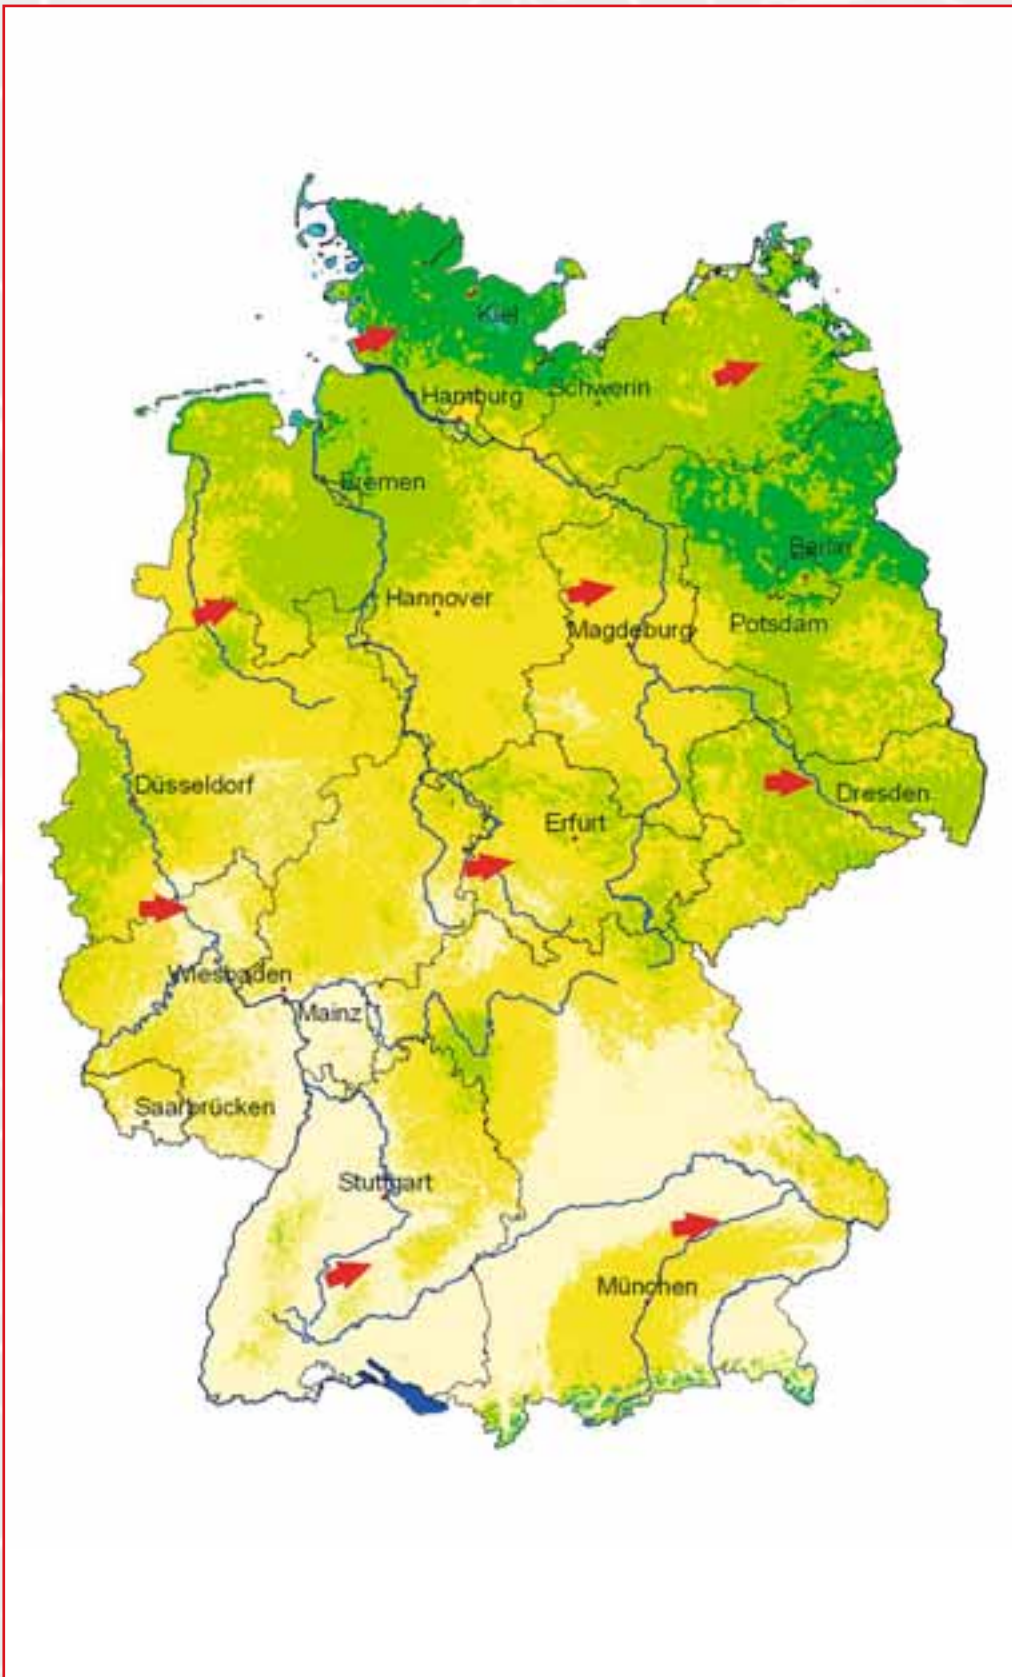 Kiel
Schwerin
Hamburg
Bremen
Berlin
Hannover
Magdeburg
Potsdam
Düsseldorf
Dresden
Erfurt
Wiesbaden
Mainz
Saarbrücken
Stuttgart
München